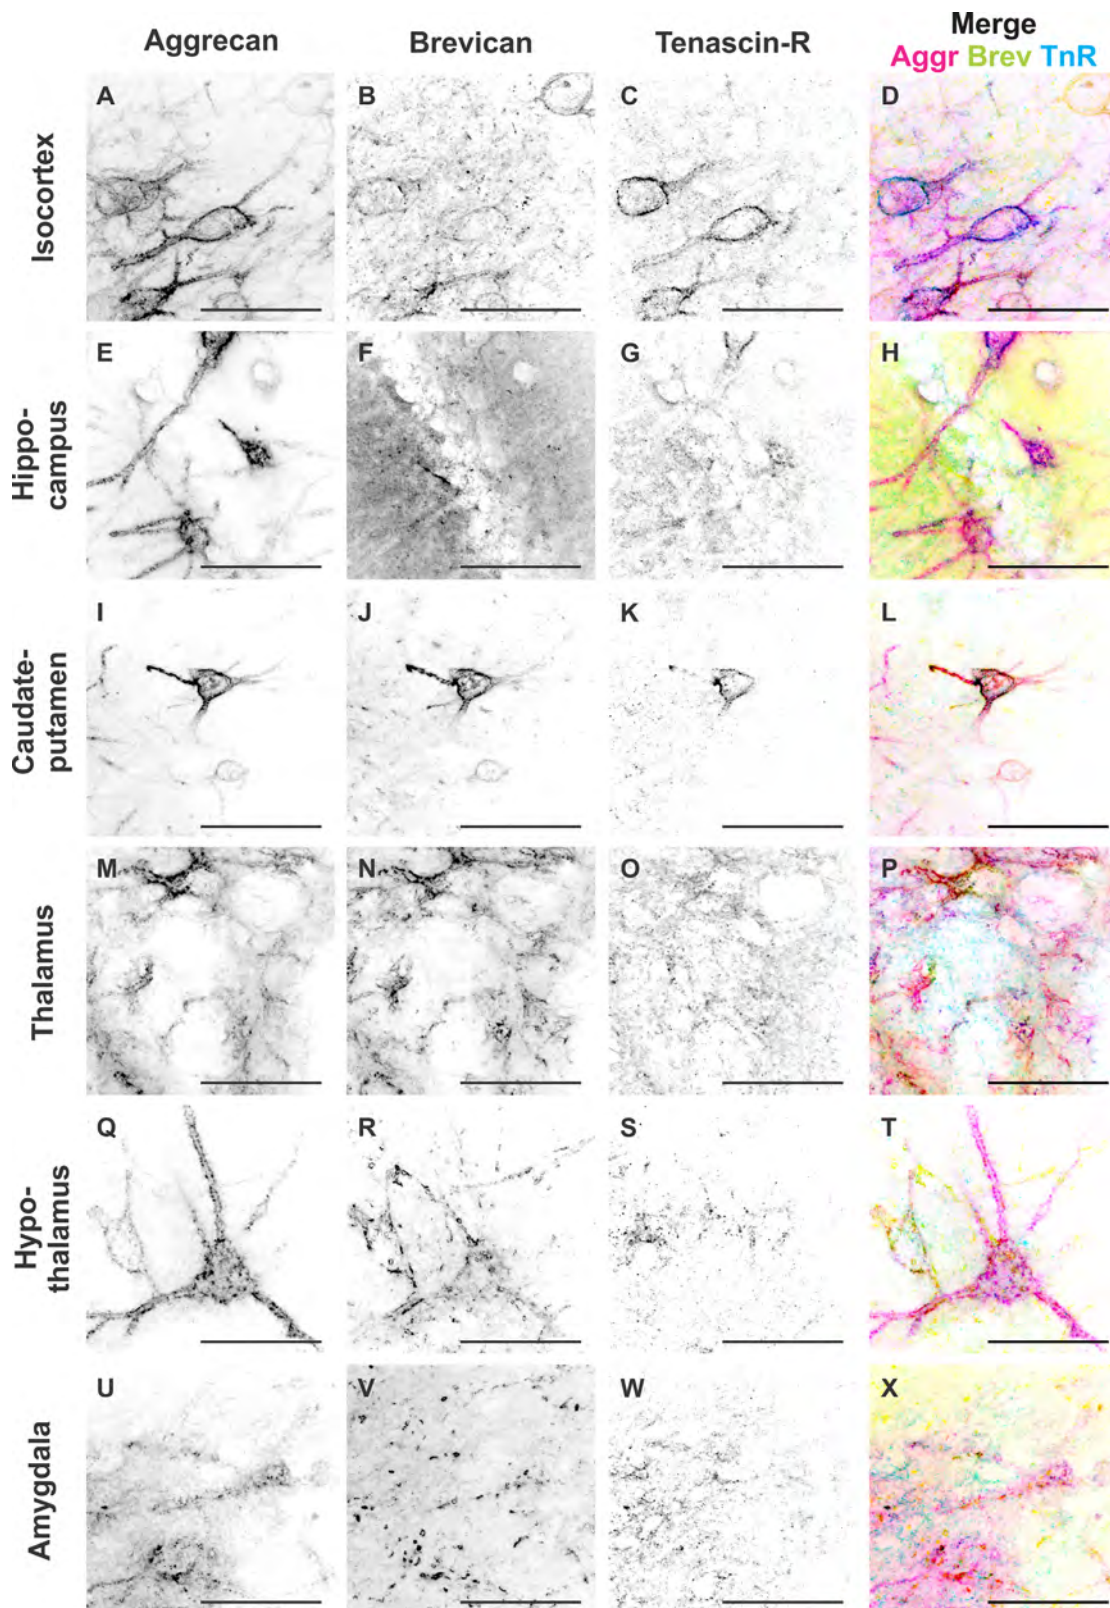 Aggrecan
Brevican
Tenascin-R
Merge
Aggr Brev TnR
Isocortex
A
B
C
D
Hippo-
campus
E
F
G
H
Caudate-
putamen
I
J
K
L
Thalamus
M
N
O
P
Hypo-
thalamus
Q
R
S
T
Amygdala
U
V
W
X